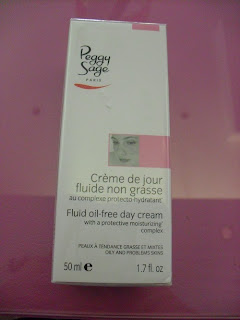 Peggy
Sage
PARIS
Crème de jour
fluide non grasse
au complexe protecto-hydratant
Fluid oil-free day cream
with a protective moisturizing
complex
PEAUX À TENDANCE GRASSE ET MIXTES
OILY AND PROBLEMS SKINS
50 ml e 1.7 fl. oz